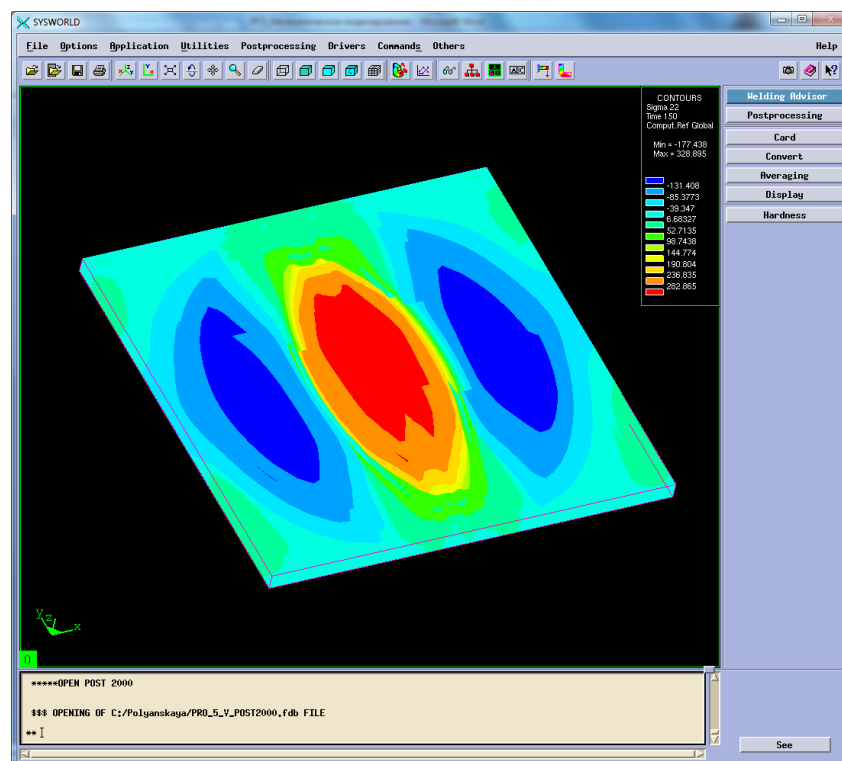 SYSWORLD
File Options Application Utilities Postprocessing Drivers Commands Others Help
ABC
CONTOURS
Sigma 22
Time 150
Comput.Ref Global
Min = -177.438
Max = 328.895
-131.408
-85.3773
-39.347
6.68327
52.7135
98.7438
144.774
190.804
236.835
282.865
Welding Advisor
Postprocessing
Card
Convert
Averaging
Display
Hardness
y z x
0
*****OPEN POST 2000
$$$ OPENING OF C:/Polyanskaya/PRO_5_V_POST2000.fdb FILE
**
See